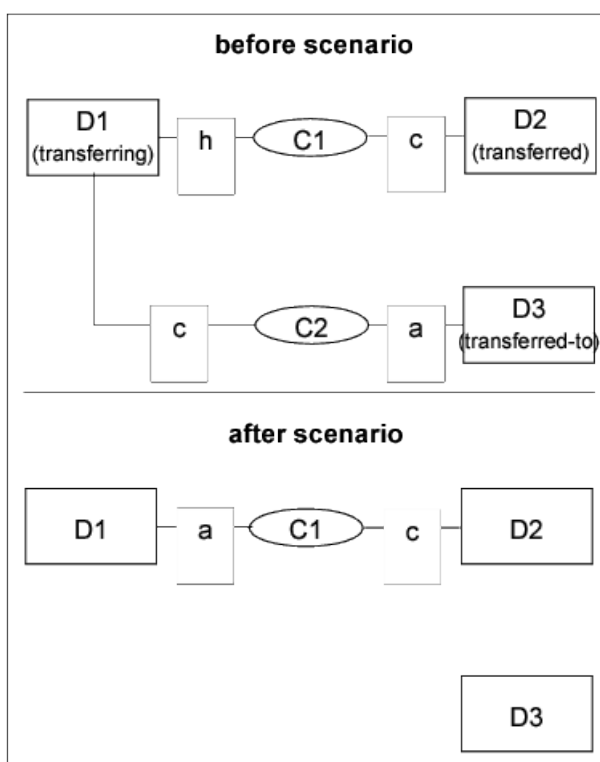 before scenario
D1
(transferring)
h
C1
c
D2
(transferred)
c
C2
a
D3
(transferred-to)
after scenario
D1
a
C1
c
D2
D3